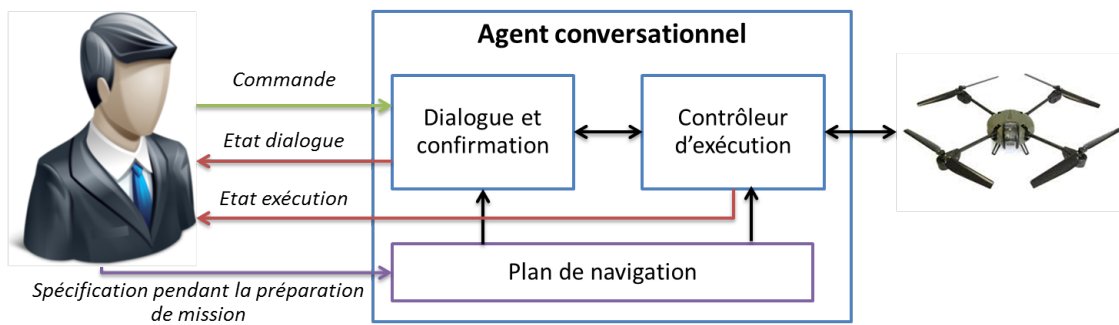 Agent conversationnel
Commande
Dialogue et
confirmation
Contrôleur
d'exécution
Etat dialogue
Etat exécution
Plan de navigation
Spécification pendant la préparation
de mission